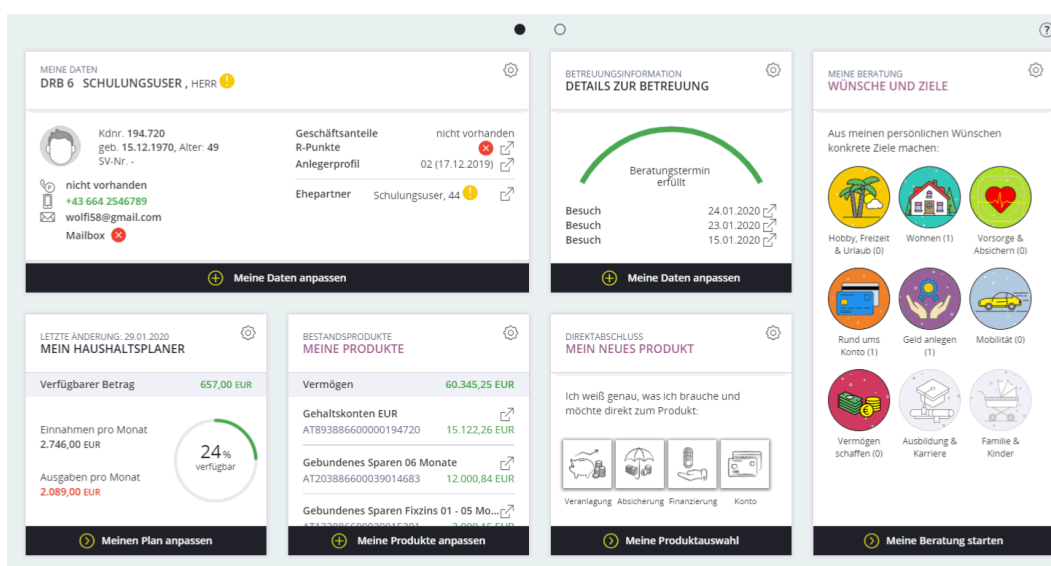 ?
MEINE DATEN
DRB 6 SCHULUNGSUSER , HERR !
Kdnr. 194.720
geb. 15.12.1970, Alter: 49
SV-Nr. -
nicht vorhanden
+43 664 2546789
wolfi58@gmail.com
Mailbox
Geschäftsanteile nicht vorhanden
R-Punkte
Anlegerprofil 02 (17.12.2019)
Ehepartner Schulungsuser, 44 !
Meine Daten anpassen
BETREUUNGSINFORMATION
DETAILS ZUR BETREUUNG
Beratungstermin
erfüllt
Besuch 24.01.2020
Besuch 23.01.2020
Besuch 15.01.2020
Meine Daten anpassen
MEINE BERATUNG
WÜNSCHE UND ZIELE
Aus meinen persönlichen Wünschen
konkrete Ziele machen:
Hobby, Freizeit
& Urlaub (0)
Wohnen (1)
Vorsorge &
Absichern (0)
Rund ums
Konto (1)
Geld anlegen
(1)
Mobilität (0)
Vermögen
schaffen (0)
Ausbildung &
Karriere
Familie &
Kinder
Meine Beratung starten
LETZTE ÄNDERUNG: 29.01.2020
MEIN HAUSHALTSPLANER
Verfügbarer Betrag 657,00 EUR
Einnahmen pro Monat
2.746,00 EUR
Ausgaben pro Monat
2.089,00 EUR
24%
verfügbar
Meinen Plan anpassen
BESTANDSPRODUKTE
MEINE PRODUKTE
Vermögen 60.345,25 EUR
Gehaltskonten EUR
AT893886600000194720 15.122,26 EUR
Gebundenes Sparen 06 Monate
AT203886600039014683 12.000,84 EUR
Gebundenes Sparen Fixzins 01 - 05 Mo...
Meine Produkte anpassen
DIREKTABSCHLUSS
MEIN NEUES PRODUKT
Ich weiß genau, was ich brauche und
möchte direkt zum Produkt:
Veranlagung Absicherung Finanzierung Konto
Meine Produktauswahl